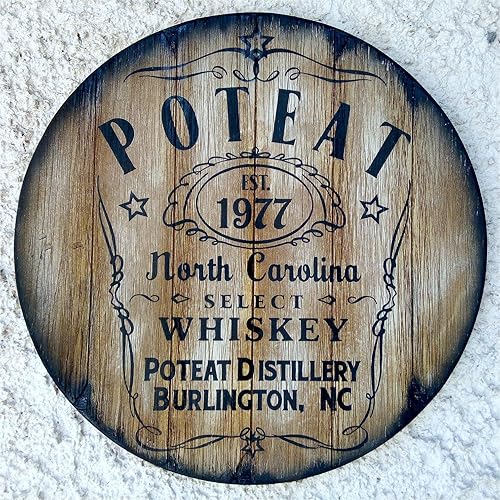 POTEAT
EST.
1977
North Carolina
SELECT
WHISKEY
POTEAT DISTILLERY
BURLINGTON, NC